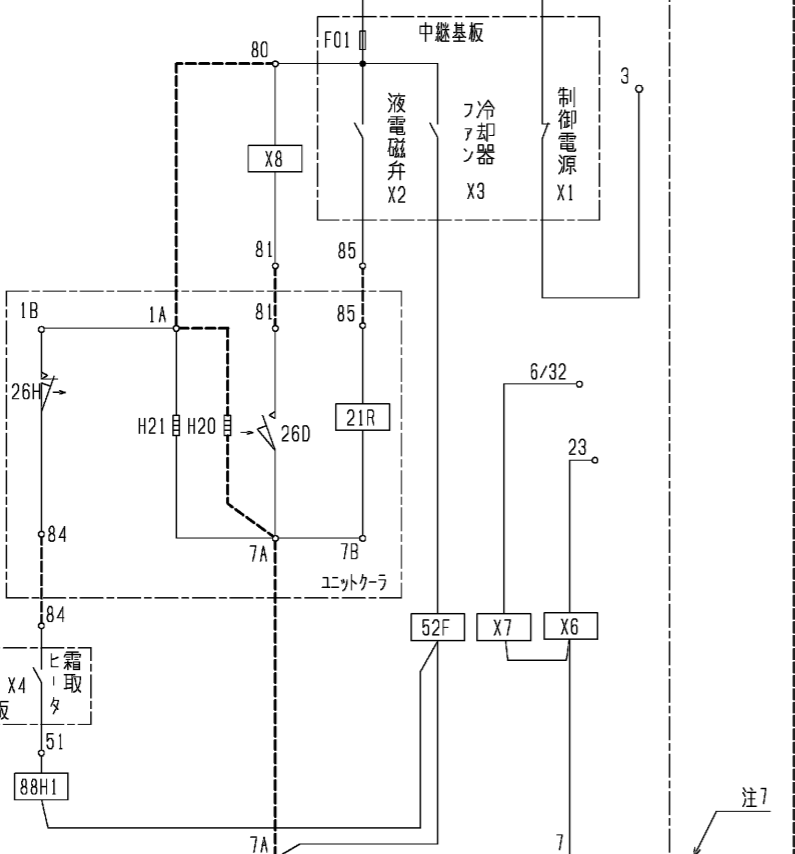 80
F01
中継基板
3
液電磁弁
X2
冷却器
ファン
X3
制御電源
X1
X8
81
85
1B
1A
81
85
26H
H21
H20
26D
21R
6/32
23
84
7A
7B
ユニットクーラ
84
52F
X7
X6
霜取
ヒータ
X4
51
88H1
注7
7A
7